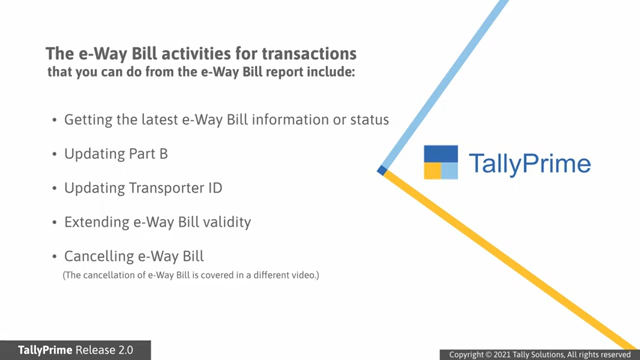 The e-Way Bill activities for transactions
that you can do from the e-Way Bill report include:
• Getting the latest e-Way Bill information or status
• Updating Part B
• Updating Transporter ID
• Extending e-Way Bill validity
• Cancelling e-Way Bill
(The cancellation of e-Way Bill is covered in a different video.)
TallyPrime
TallyPrime Release 2.0
Copyright © 2021 Tally Solutions, All rights reserved